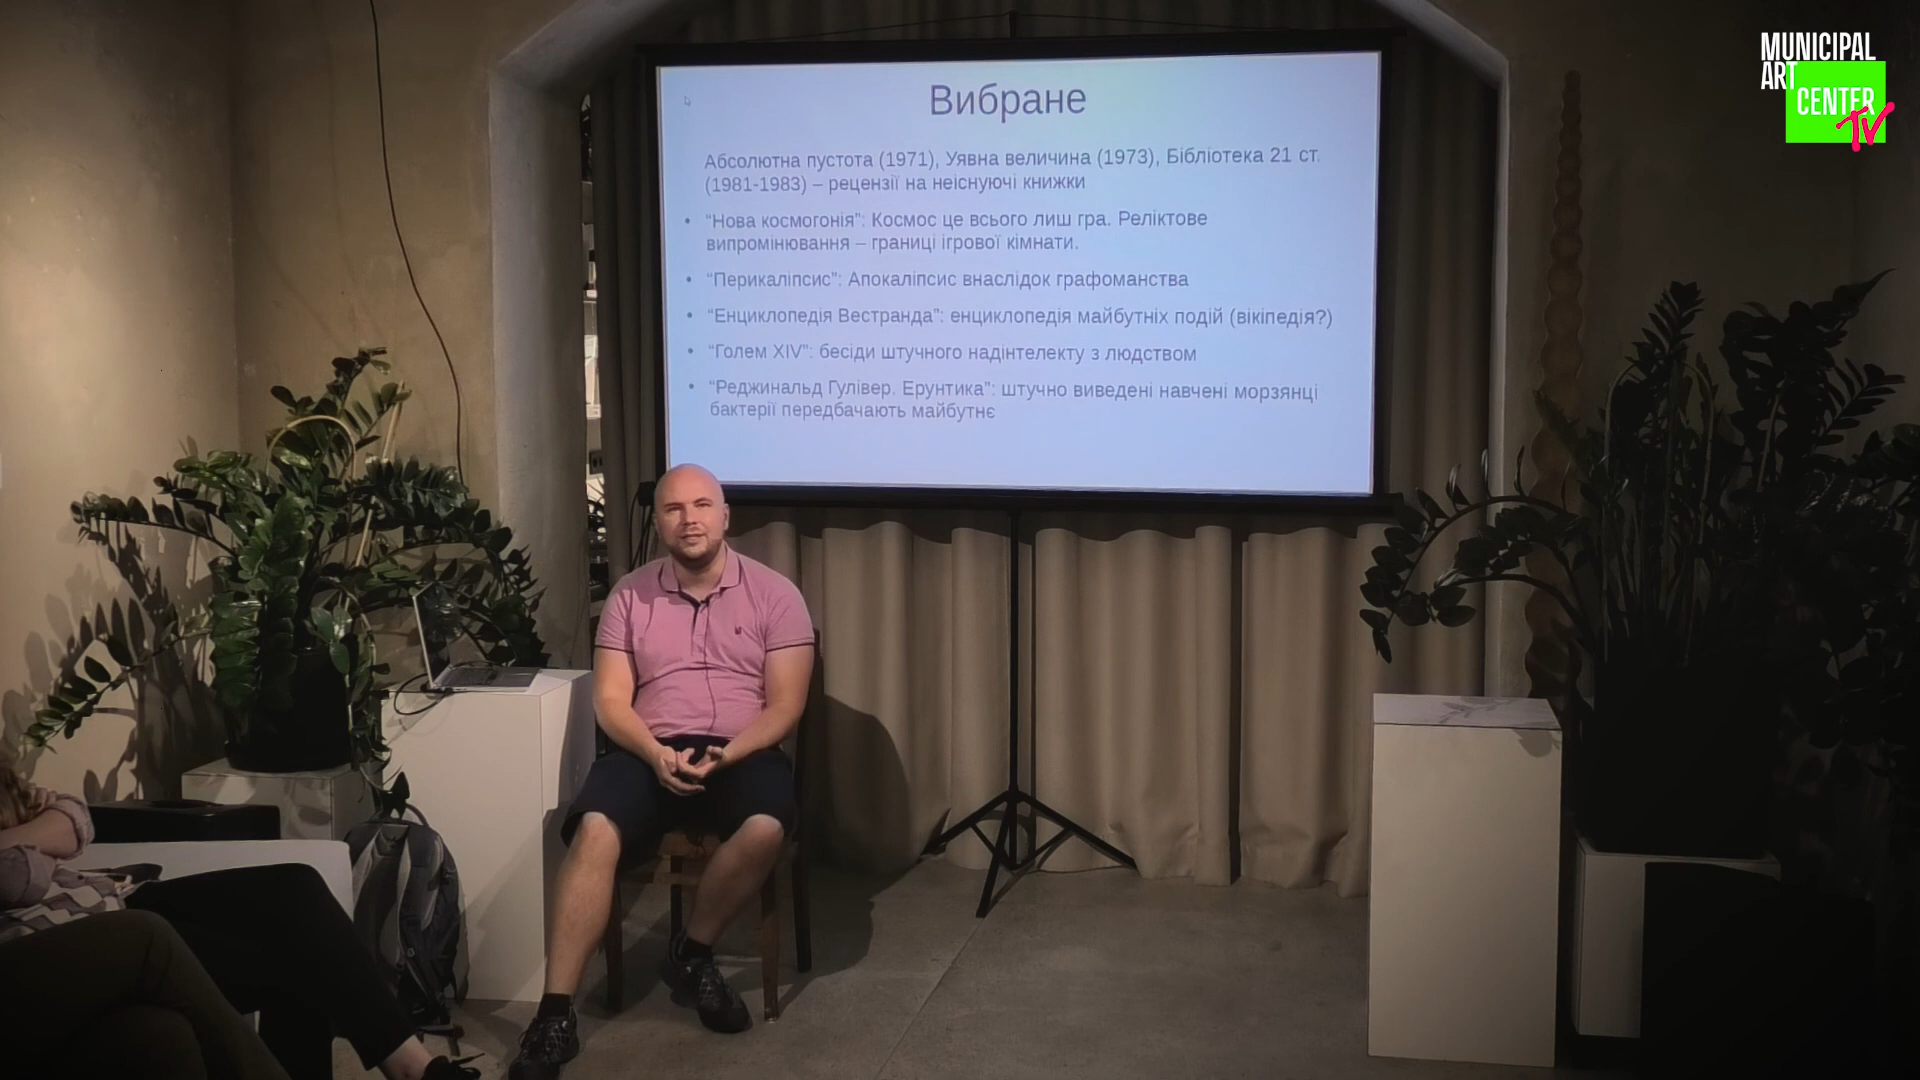 MUNICIPAL
ART
CENTER
TV
Вибране
Абсолютна пустота (1971), Уявна величина (1973), Бібліотека 21 ст.
(1981-1983) – рецензії на неіснуючі книжки
• “Нова космогонія”: Космос це всього лиш гра. Реліктове
випромінювання – границі ігрової кімнати.
• “Перикаліпсис”: Апокаліпсис внаслідок графоманства
• “Енциклопедія Вестранда”: енциклопедія майбутніх подій (вікіпедія?)
• “Голем XIV”: бесіди штучного надінтелекту з людством
• “Реджинальд Гулівер. Ерунтика”: штучно виведені навчені морзянці
бактерії передбачають майбутнє